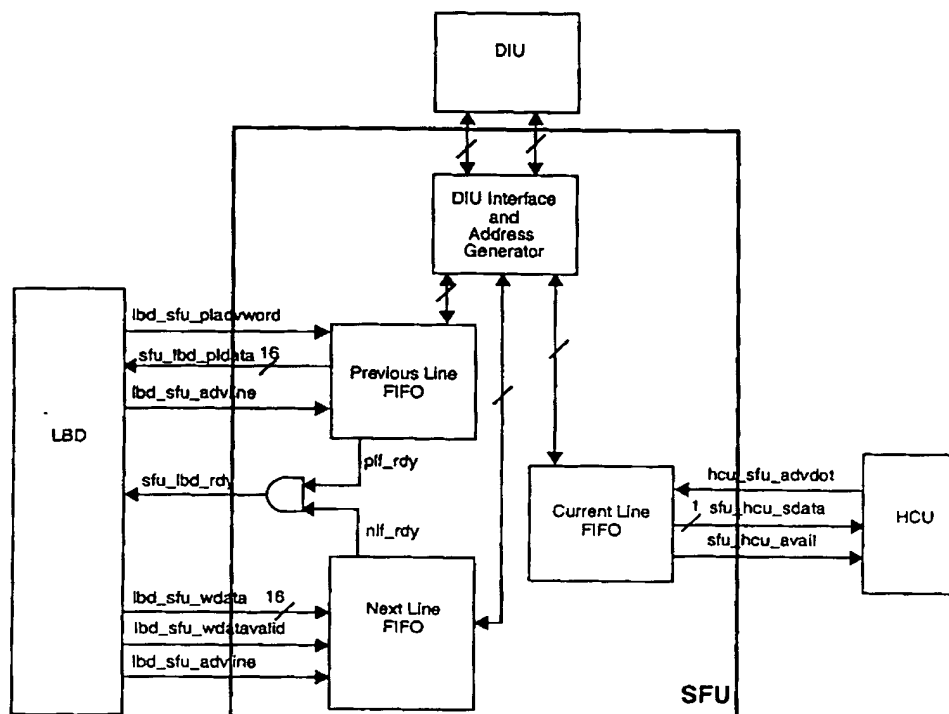 DIU
DIU Interface
and
Address
Generator
lbd_sfu_pladvword
sfu_lbd_pldata 16
lbd_sfu_advline
Previous Line
FIFO
LBD
plf_rdy
sfu_lbd_rdy
nlf_rdy
hcu_sfu_advdot
1 sfu_hcu_sdata
sfu_hcu_avail
Current Line
FIFO
HCU
lbd_sfu_wdata 16
lbd_sfu_wdatavalid
lbd_sfu_advline
Next Line
FIFO
SFU